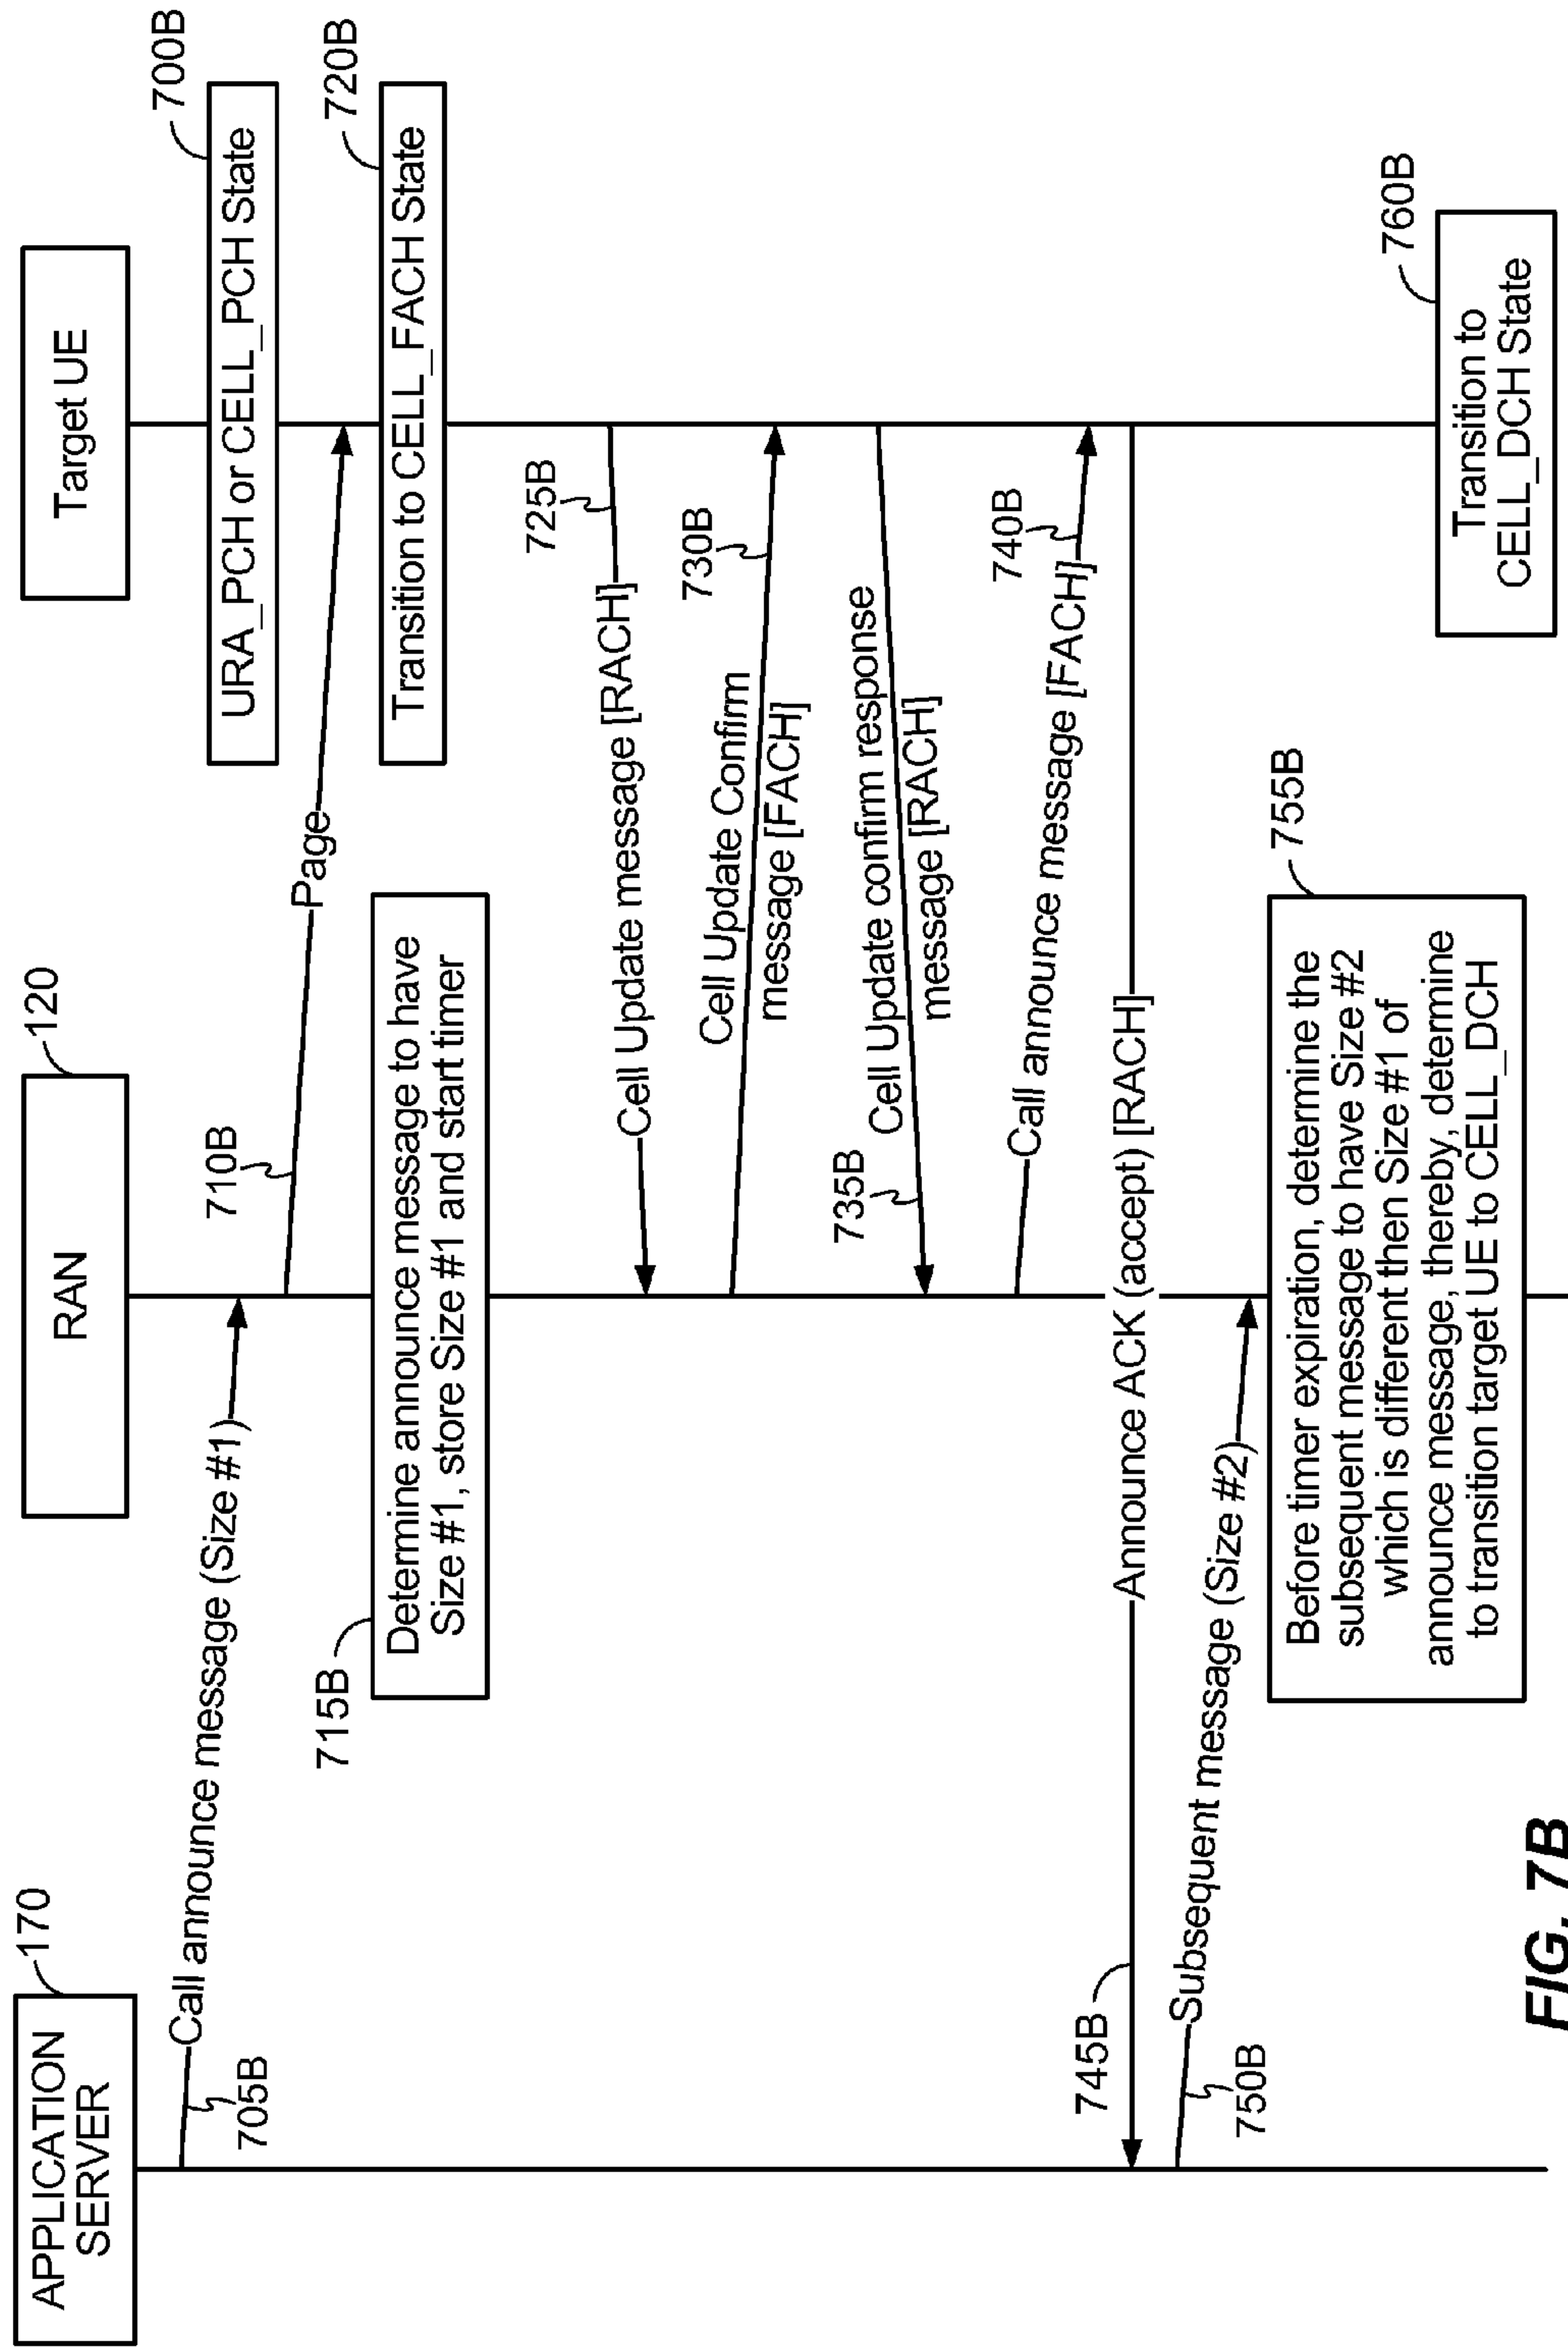 APPLICATION
SERVER
170
RAN
120
Target UE
URA_PCH or CELL_PCH State
700B
Call announce message (Size #1)
705B
710B
Page
715B
Determine announce message to have
Size #1, store Size #1 and start timer
Transition to CELL_FACH State
720B
725B
Cell Update message [RACH]
730B
Cell Update Confirm
message [FACH]
735B
Cell Update confirm response
message [RACH]
740B
Call announce message [FACH]
745B
Announce ACK (accept) [RACH]
Subsequent message (Size #2)
750B
755B
Before timer expiration, determine the
subsequent message to have Size #2
which is different then Size #1 of
announce message, thereby, determine
to transition target UE to CELL_DCH
760B
Transition to
CELL_DCH State
FIG. 7B